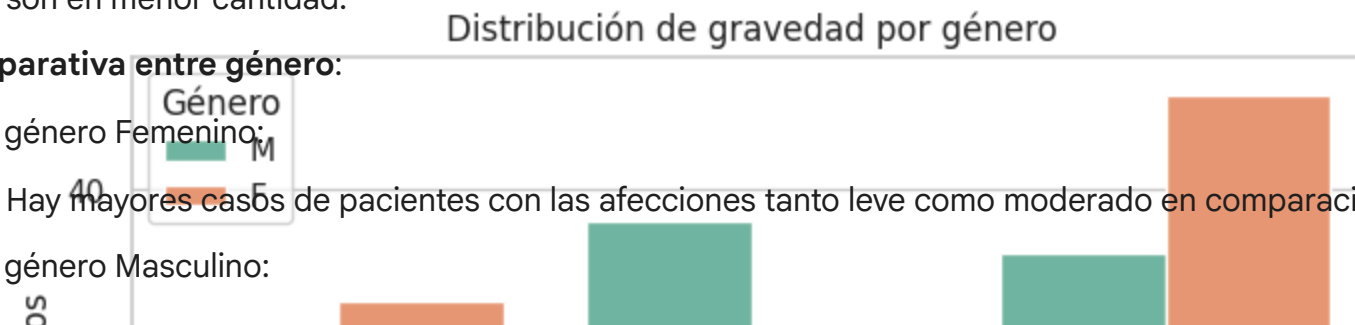 son en menor cantidad.
Distribución de gravedad por género
parativa entre género:
Género
género Femenino:
M
40
F
Hay mayores casos de pacientes con las afecciones tanto leve como moderado en comparaci
género Masculino:
os